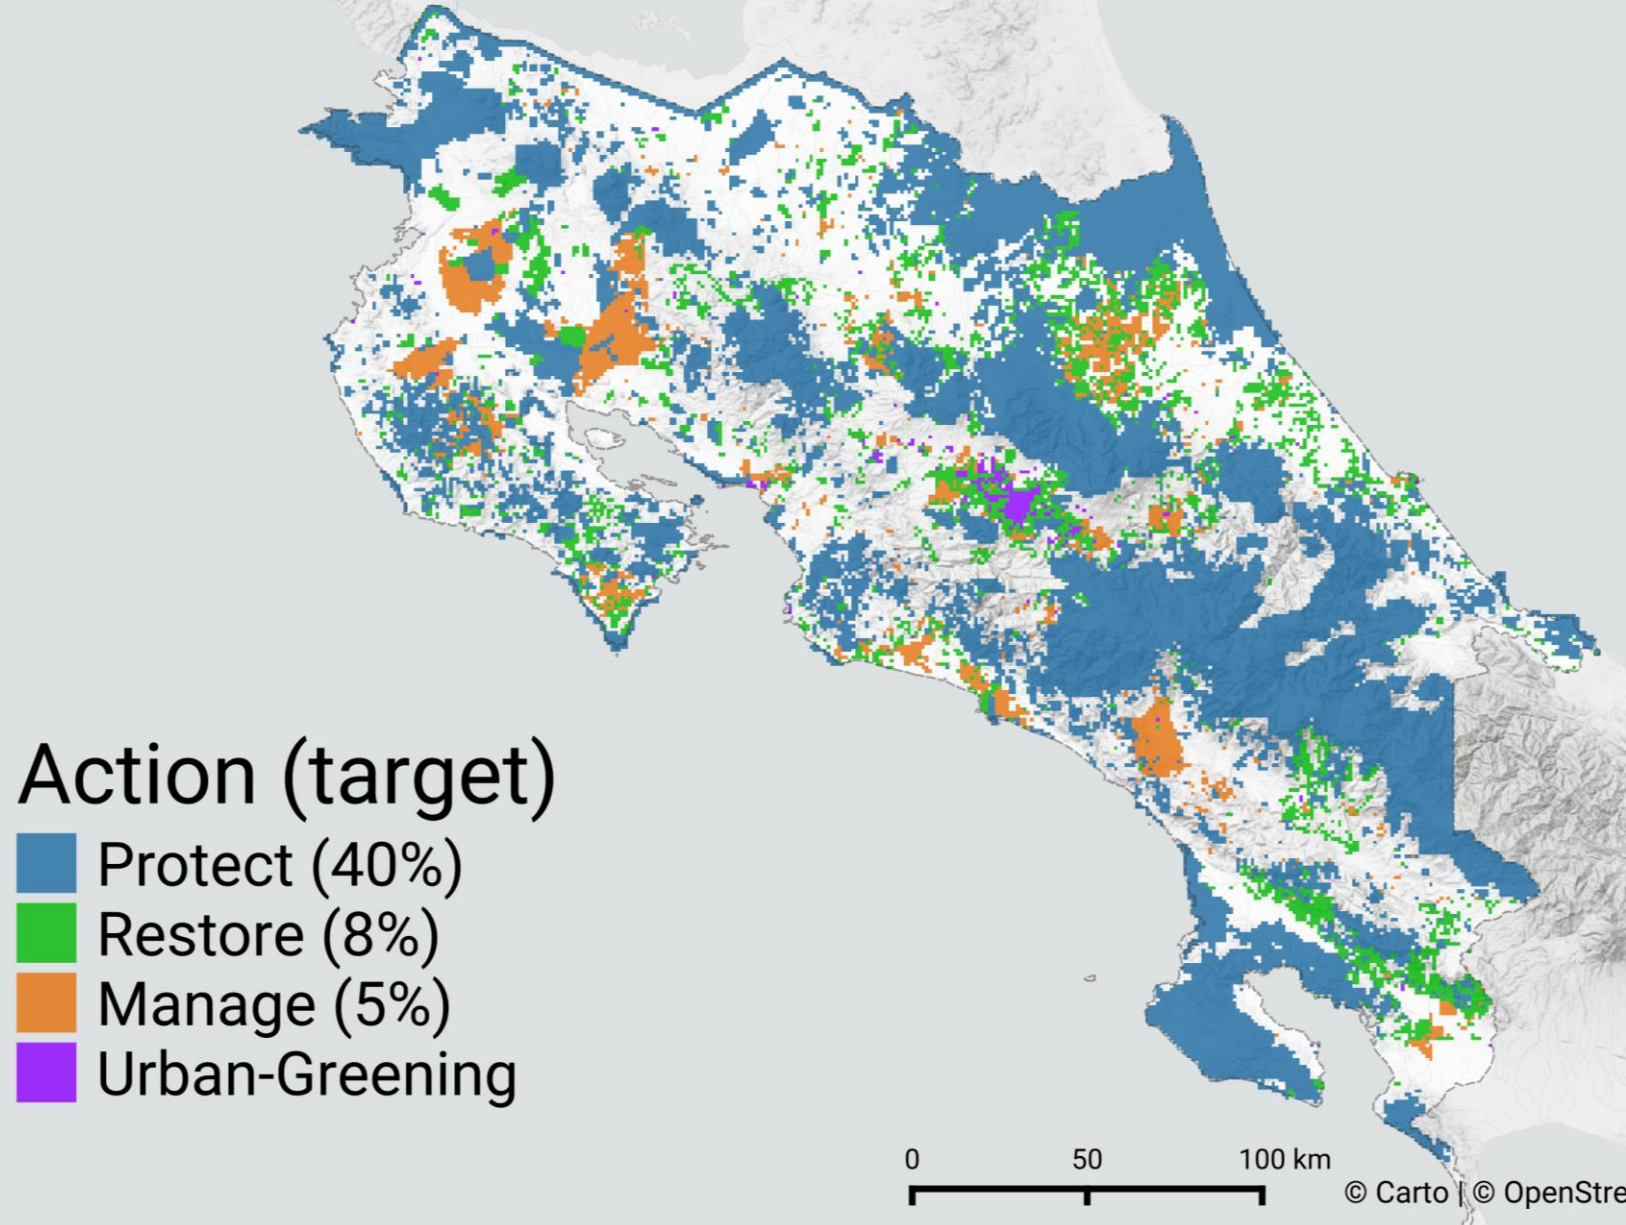 Action (target)
Protect (40%)
Restore (8%)
Manage (5%)
Urban-Greening
0 50 100 km
© Carto | © OpenStre